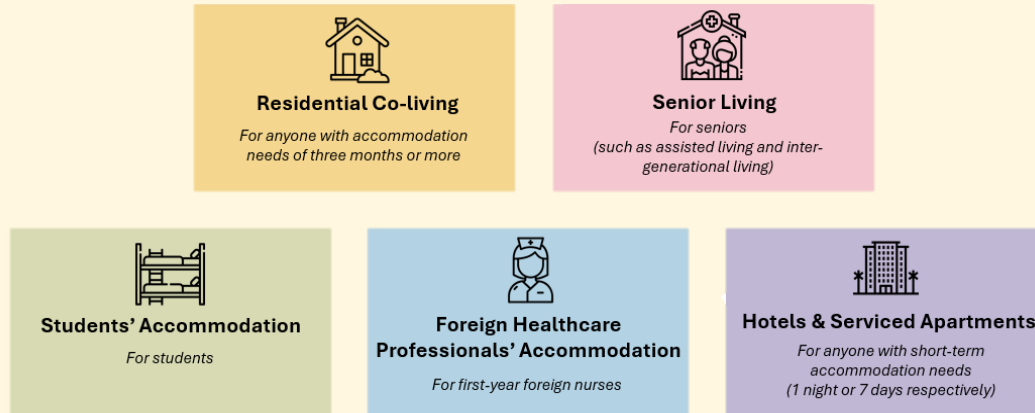 Residential Co-living
For anyone with accommodation
needs of three months or more
Senior Living
For seniors
(such as assisted living and inter-
generational living)
Students' Accommodation
For students
Foreign Healthcare
Professionals' Accommodation
For first-year foreign nurses
Hotels & Serviced Apartments
For anyone with short-term
accommodation needs
(1 night or 7 days respectively)